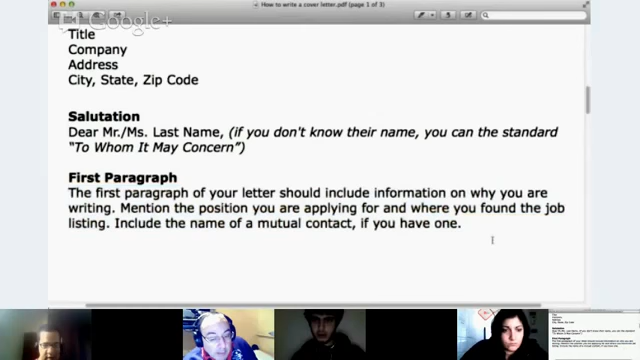 How to write a cover letter.pdf (page 1 of 3)
Google+
Title
Company
Address
City, State, Zip Code
Salutation
Dear Mr./Ms. Last Name, (if you don't know their name, you can the standard
“To Whom It May Concern”)
First Paragraph
The first paragraph of your letter should include information on why you are
writing. Mention the position you are applying for and where you found the job
listing. Include the name of a mutual contact, if you have one.